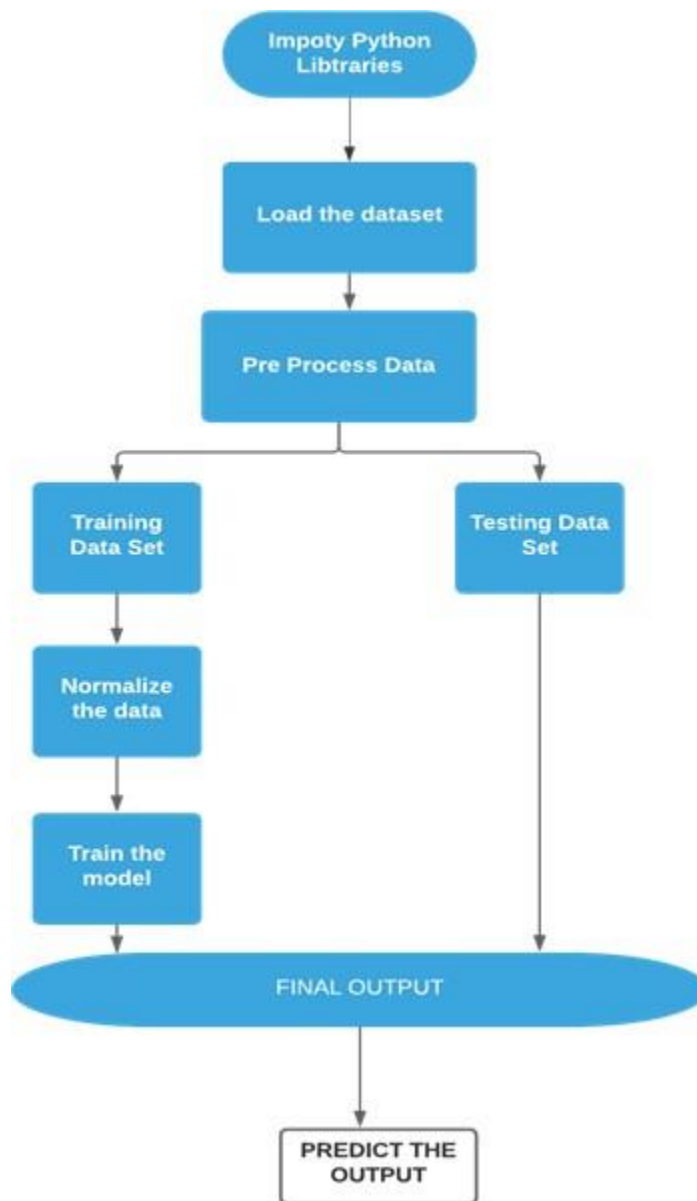 Impoty Python
Libtraries
Load the dataset
Pre Process Data
Training
Data Set
Testing Data
Set
Normalize
the data
Train the
model
FINAL OUTPUT
PREDICT THE
OUTPUT